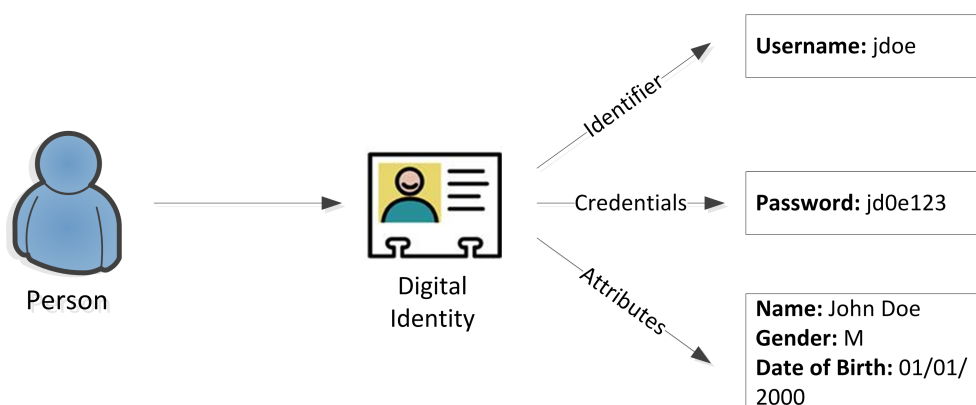 Person
Digital
Identity
Identifier
Credentials
Attributes
Username: jdoe
Password: jd0e123
Name: John Doe
Gender: M
Date of Birth: 01/01/
2000